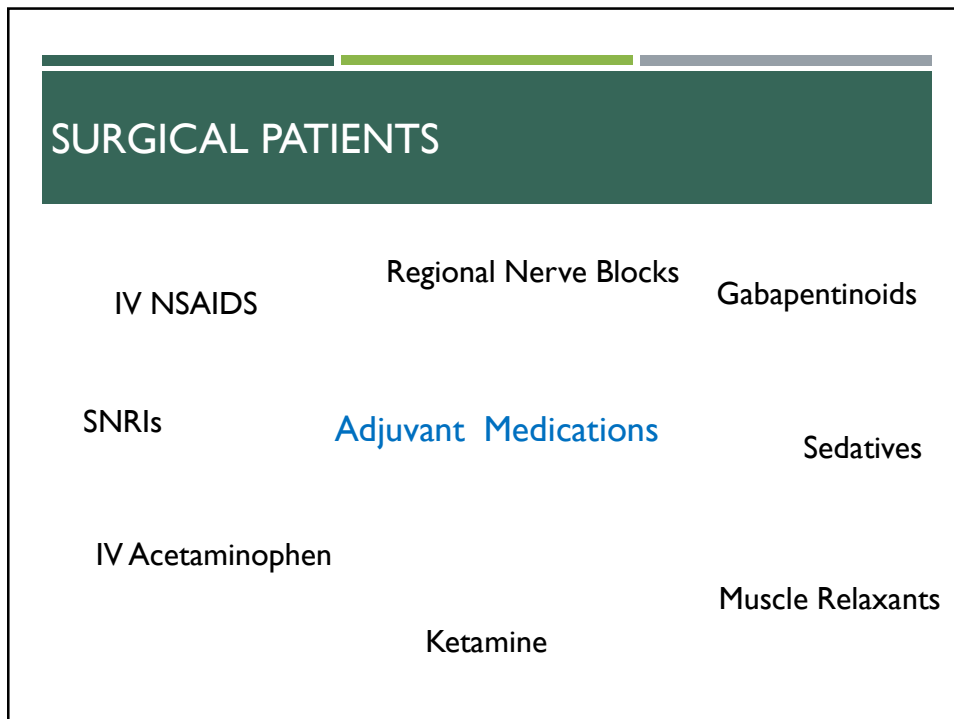 SURGICAL PATIENTS
Regional Nerve Blocks
IV NSAIDS
Gabapentinoids
SNRIs
Adjuvant Medications
Sedatives
IV Acetaminophen
Muscle Relaxants
Ketamine